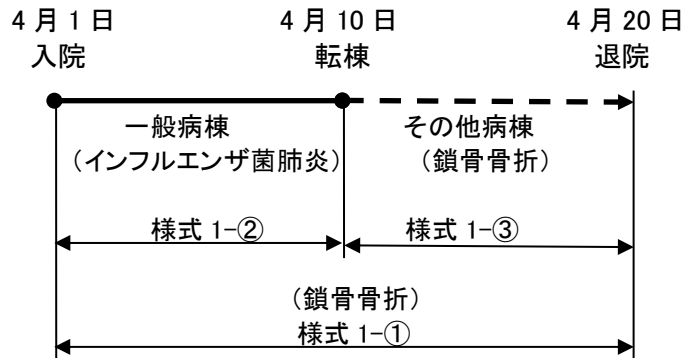 4 月 1 日 4 月 10 日 4 月 20 日
入院 転棟 退院
一般病棟 その他病棟
（インフルエンザ菌肺炎） （鎖骨骨折）
様式 1-② 様式 1-③
（鎖骨骨折）
様式 1-①